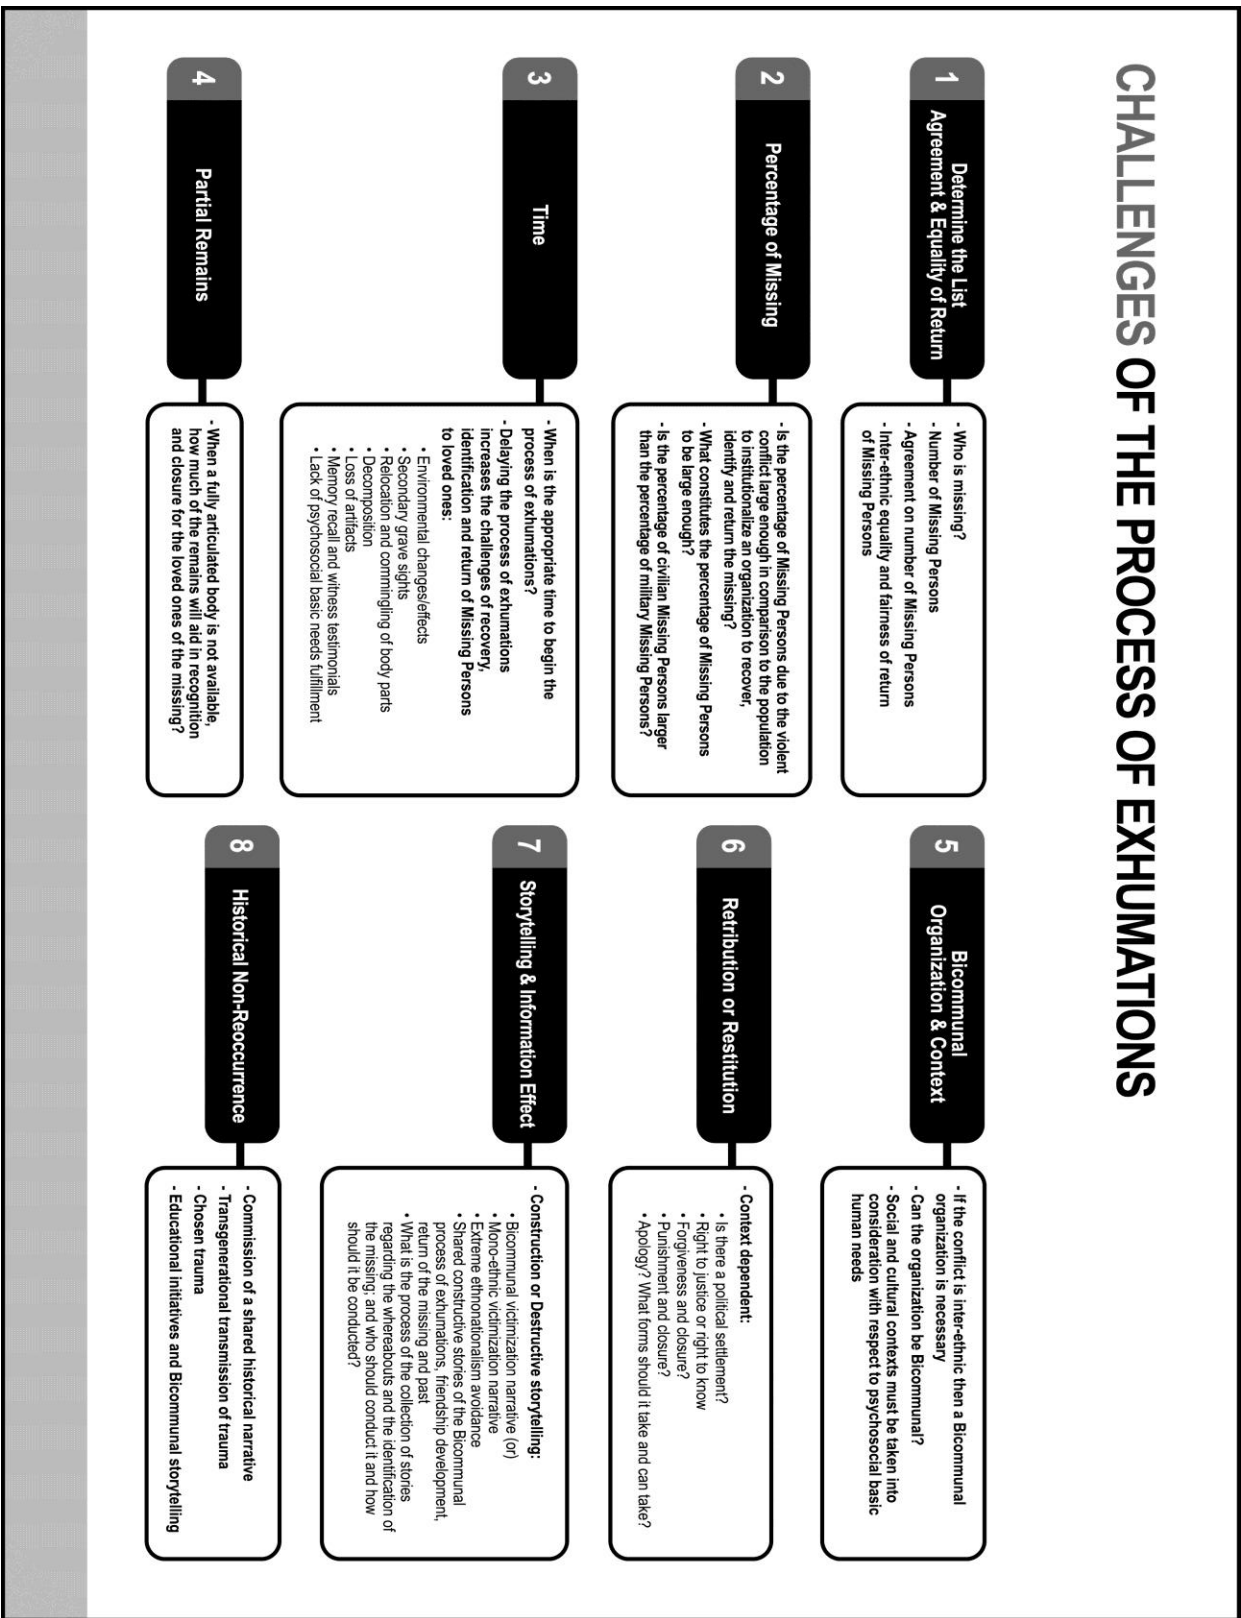 CHALLENGES OF THE PROCESS OF EXHUMATIONS
1
Determine the List
Agreement & Equality of Return
- Who is missing?
- Number of Missing Persons
- Agreement on number of Missing Persons
- Inter-ethnic equality and fairness of return
of Missing Persons
2
Percentage of Missing
- Is the percentage of Missing Persons due to the violent
conflict large enough in comparison to the population
to institutionalize an organization to recover,
identify and return the missing?
- What constitutes the percentage of Missing Persons
to be large enough?
- Is the percentage of civilian Missing Persons larger
than the percentage of military Missing Persons?
3
Time
- When is the appropriate time to begin the
process of exhumations?
- Delaying the process of exhumations
increases the challenges of recovery,
identification and return of Missing Persons
to loved ones:
• Environmental changes/effects
• Secondary grave sights
• Relocation and commingling of body parts
• Decomposition
• Loss of artifacts
• Memory recall and witness testimonials
• Lack of psychosocial basic needs fulfillment
4
Partial Remains
- When a fully articulated body is not available,
how much of the remains will aid in recognition
and closure for the loved ones of the missing?
5
Bicommunal
Organization & Context
- If the conflict is inter-ethnic then a Bicommunal
organization is necessary
- Can the organization be Bicommunal?
- Social and cultural contexts must be taken into
consideration with respect to psychosocial basic
human needs
6
Retribution or Restitution
- Context dependent:
• Is there a political settlement?
• Right to justice or right to know
• Forgiveness and closure?
• Punishment and closure?
• Apology? What forms should it take and can take?
7
Storytelling & Information Effect
- Construction or Destructive storytelling:
• Bicommunal victimization narrative (or)
• Mono-ethnic victimization narrative
• Extreme ethnonationalism avoidance
• Shared constructive stories of the Bicommunal
process of exhumations, friendship development,
return of the missing and past
• What is the process of the collection of stories
regarding the whereabouts and the identification of
the missing; and who should conduct it and how
should it be conducted?
8
Historical Non-Reoccurrence
- Commission of a shared historical narrative
- Transgenerational transmission of trauma
- Chosen trauma
- Educational initiatives and Bicommunal storytelling